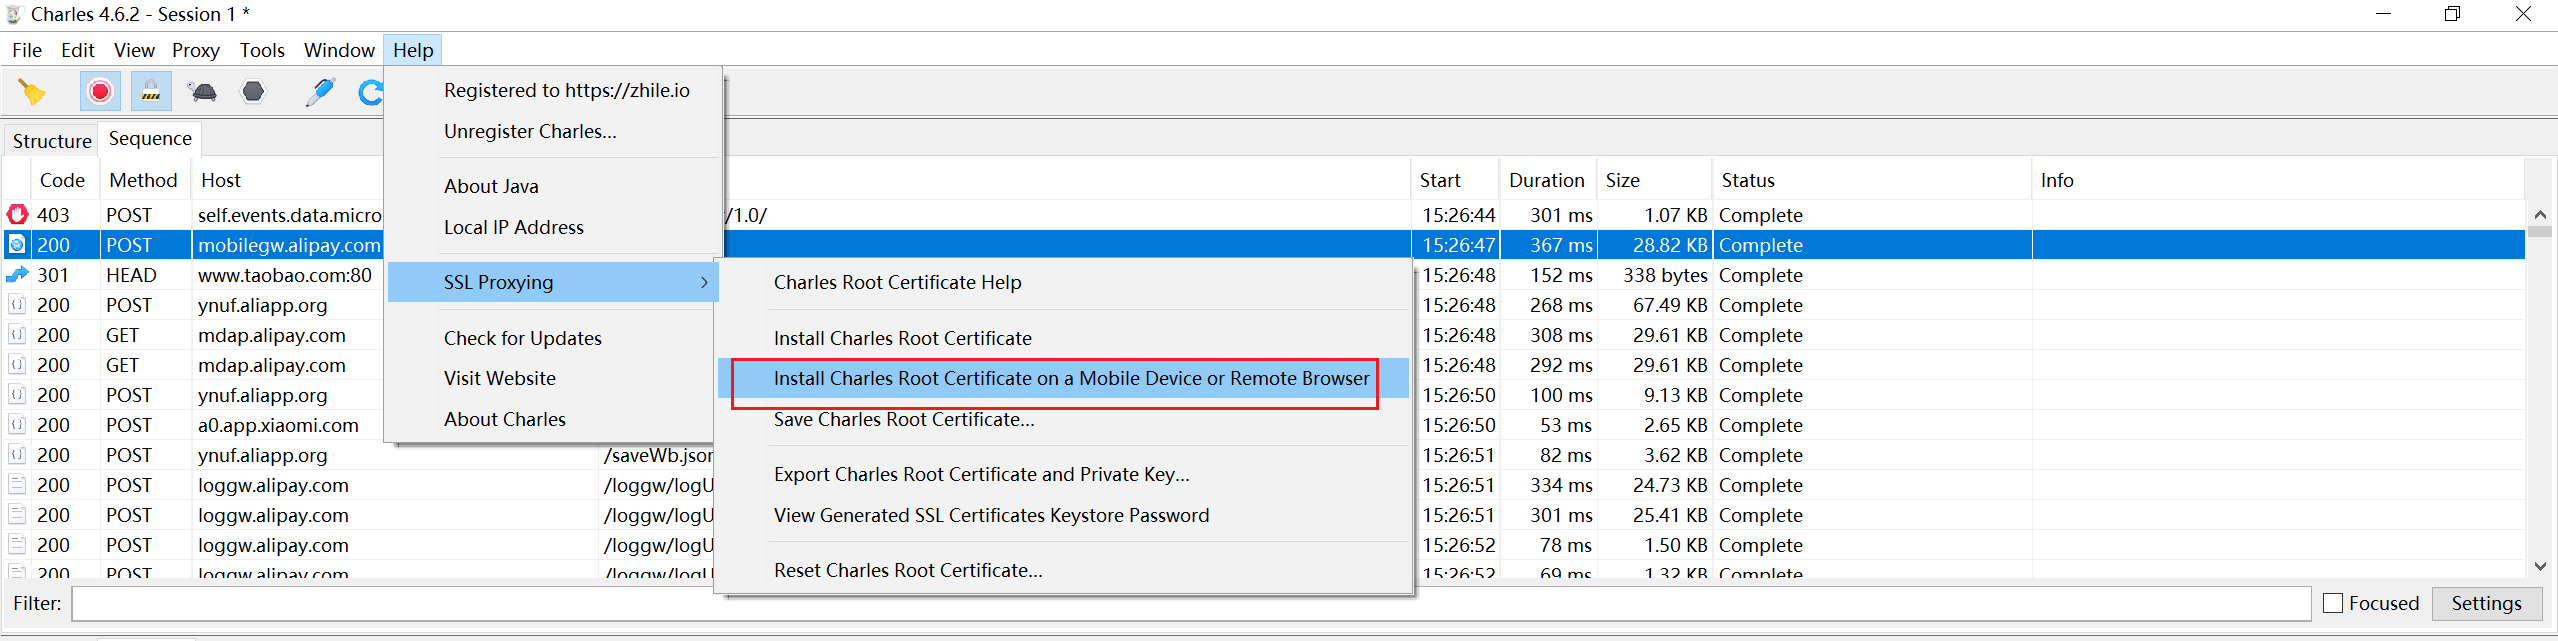 Charles 4.6.2 - Session 1 *
File Edit View Proxy Tools Window Help
Registered to https://zhile.io
Unregister Charles...
About Java
Local IP Address
SSL Proxying
Check for Updates
Visit Website
About Charles
Charles Root Certificate Help
Install Charles Root Certificate
Install Charles Root Certificate on a Mobile Device or Remote Browser
Save Charles Root Certificate...
Export Charles Root Certificate and Private Key...
View Generated SSL Certificates Keystore Password
Reset Charles Root Certificate...
Structure Sequence
Code Method Host Start Duration Size Status Info
403 POST self.events.data.micro /1.0/ 15:26:44 301 ms 1.07 KB Complete
200 POST mobilegw.alipay.com 15:26:47 367 ms 28.82 KB Complete
301 HEAD www.taobao.com:80 15:26:48 152 ms 338 bytes Complete
200 POST ynuf.aliapp.org 15:26:48 268 ms 67.49 KB Complete
200 GET mdap.alipay.com 15:26:48 308 ms 29.61 KB Complete
200 GET mdap.alipay.com 15:26:48 292 ms 29.61 KB Complete
200 POST ynuf.aliapp.org 15:26:50 100 ms 9.13 KB Complete
200 POST a0.app.xiaomi.com 15:26:50 53 ms 2.65 KB Complete
200 POST ynuf.aliapp.org /saveWb.json 15:26:51 82 ms 3.62 KB Complete
200 POST loggw.alipay.com /loggw/logU 15:26:51 334 ms 24.73 KB Complete
200 POST loggw.alipay.com /loggw/logU 15:26:51 301 ms 25.41 KB Complete
200 POST loggw.alipay.com /loggw/logU 15:26:52 78 ms 1.50 KB Complete
200 POST loggw.alipay.com /loggw/logU 15:26:52 69 ms 1.32 KB Complete
Filter: Focused Settings